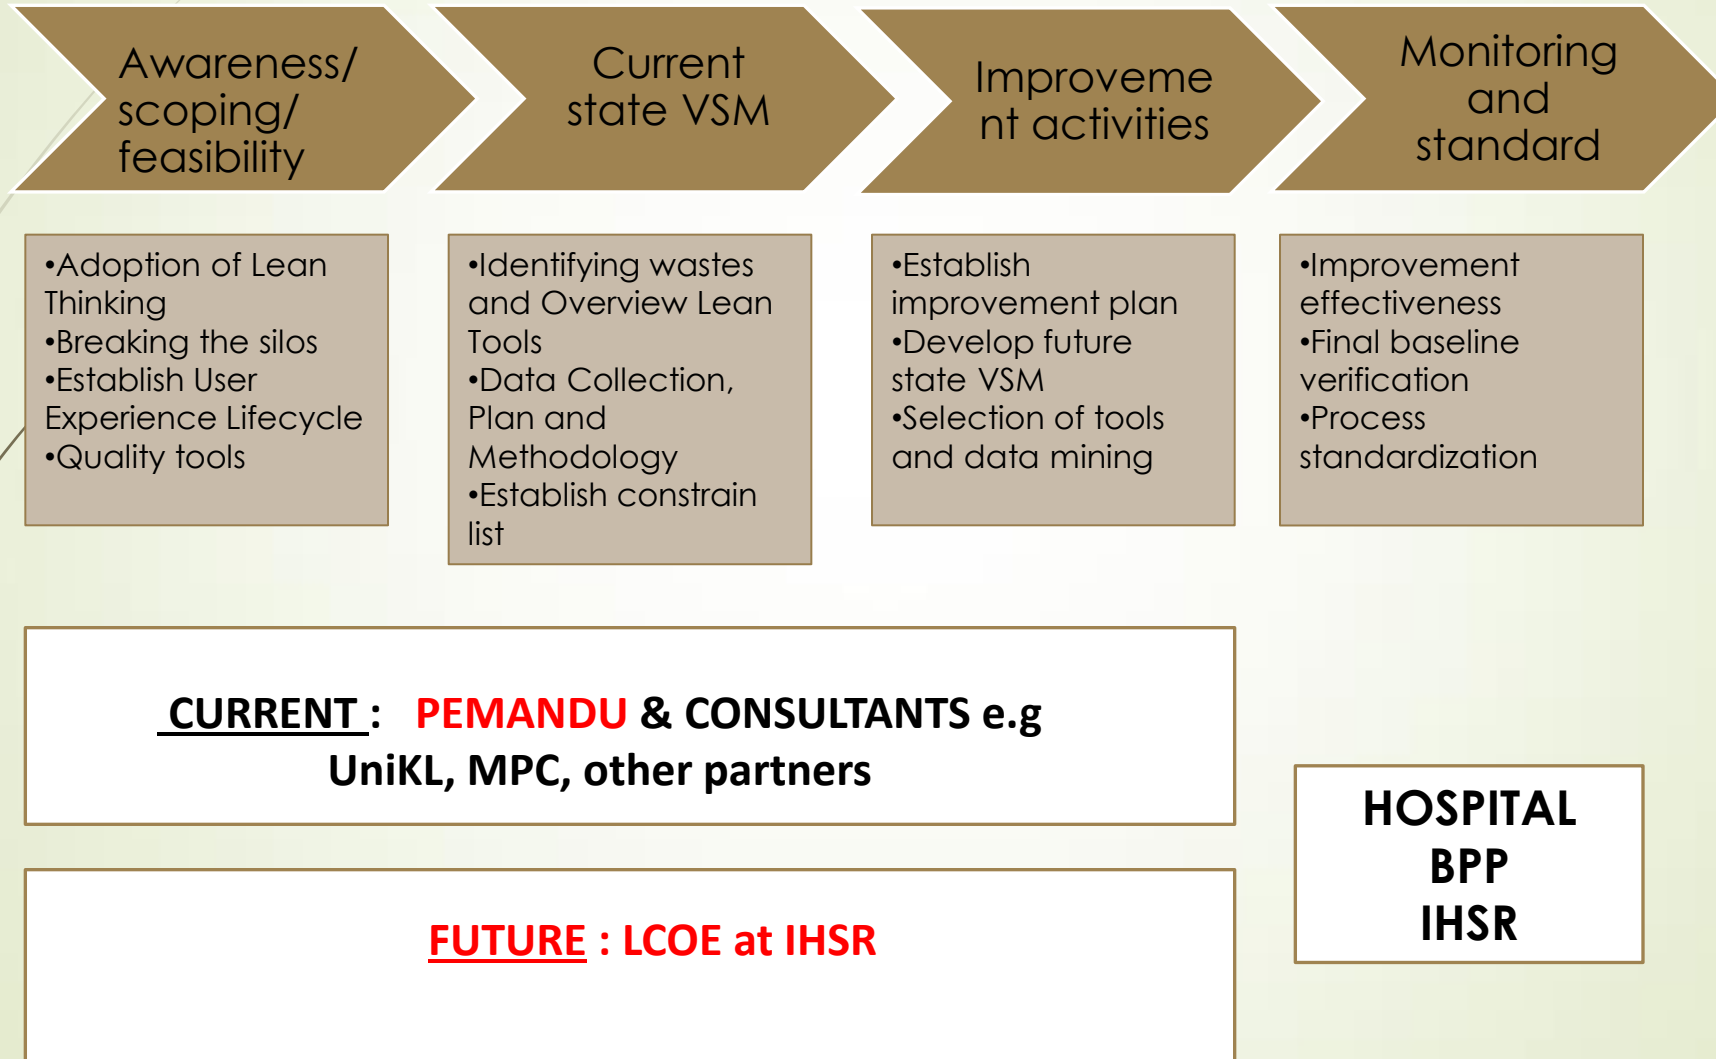 Awareness/
scoping/
feasibility
Current
state VSM
Improveme
nt activities
Monitoring
and
standard
•Adoption of Lean
Thinking
•Breaking the silos
•Establish User
Experience Lifecycle
•Quality tools
•Identifying wastes
and Overview Lean
Tools
•Data Collection,
Plan and
Methodology
•Establish constrain
list
•Establish
improvement plan
•Develop future
state VSM
•Selection of tools
and data mining
•Improvement
effectiveness
•Final baseline
verification
•Process
standardization
CURRENT : PEMANDU & CONSULTANTS e.g
UniKL, MPC, other partners
HOSPITAL
BPP
IHSR
FUTURE : LCOE at IHSR